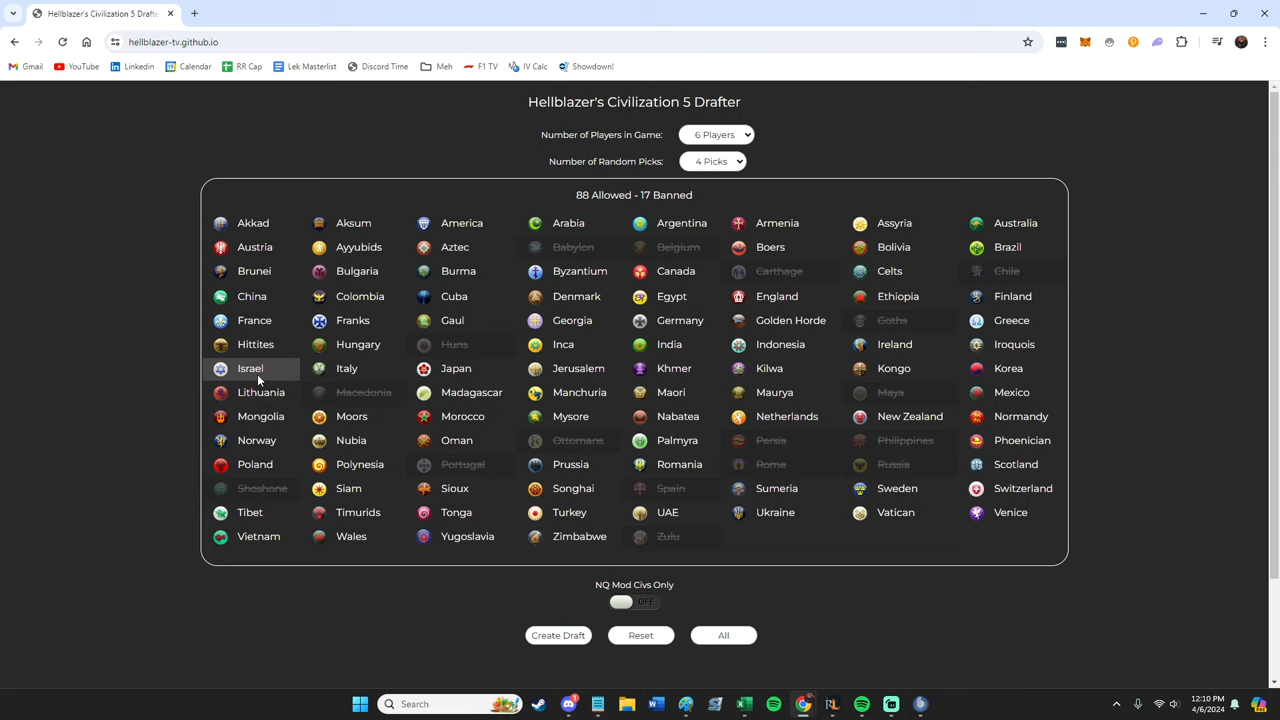 Hellblazer's Civilization 5 Drafte
hellblazer-tv.github.io
Gmail YouTube Linkedin Calendar RR Cap Lek Masterlist Discord Time Meh F1 TV IV Calc Showdown!
Hellblazer's Civilization 5 Drafter
Number of Players in Game: 6 Players
Number of Random Picks: 4 Picks
88 Allowed - 17 Banned
Akkad Aksum America Arabia Argentina Armenia Assyria Australia
Austria Ayyubids Aztec Babylon Belgium Boers Bolivia Brazil
Brunei Bulgaria Burma Byzantium Canada Carthage Celts Chile
China Colombia Cuba Denmark Egypt England Ethiopia Finland
France Franks Gaul Georgia Germany Golden Horde Goths Greece
Hittites Hungary Huns Inca India Indonesia Ireland Iroquois
Israel Italy Japan Jerusalem Khmer Kilwa Kongo Korea
Lithuania Macedonia Madagascar Manchuria Maori Maurya Maya Mexico
Mongolia Moors Morocco Mysore Nabatea Netherlands New Zealand Normandy
Norway Nubia Oman Ottomans Palmyra Persia Philippines Phoenician
Poland Polynesia Portugal Prussia Romania Rome Russia Scotland
Shoshone Siam Sioux Songhai Spain Sumeria Sweden Switzerland
Tibet Timurids Tonga Turkey UAE Ukraine Vatican Venice
Vietnam Wales Yugoslavia Zimbabwe Zulu
NQ Mod Civs Only
OFF
Create Draft Reset All
Search
12:10 PM
4/6/2024